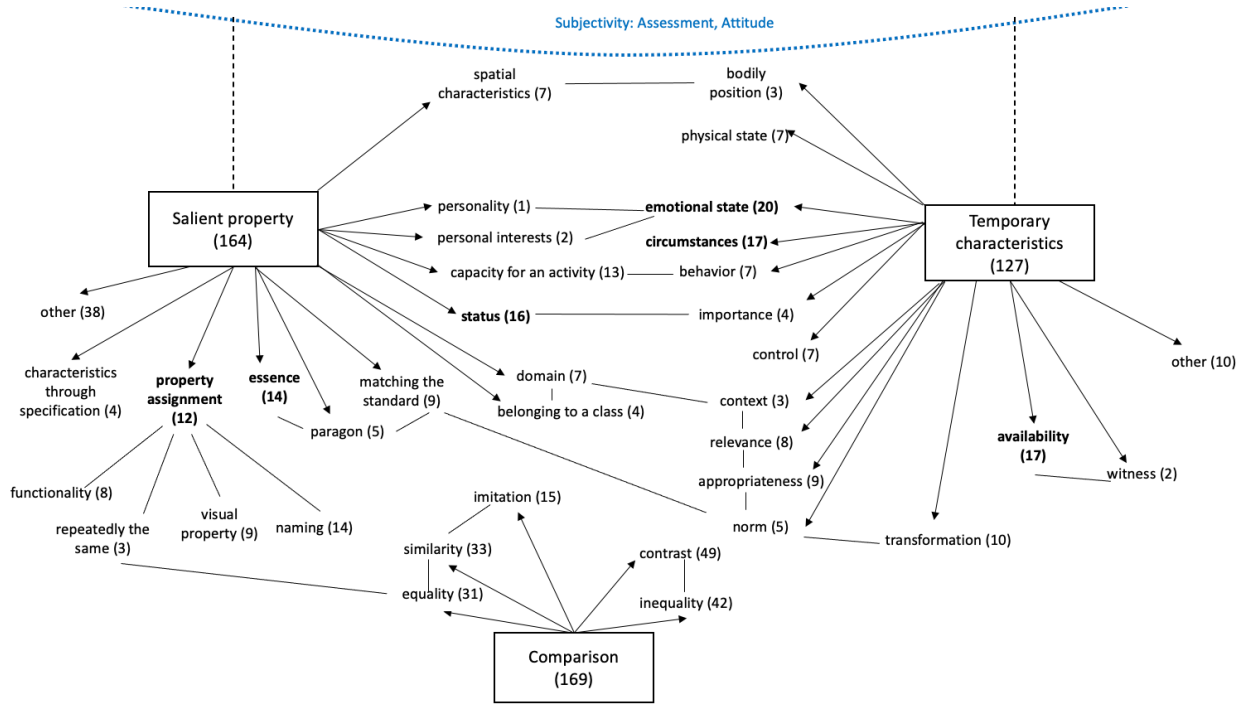 Subjectivity: Assessment, Attitude
spatial
characteristics (7)
bodily
position (3)
physical state (7)
Salient property
(164)
personality (1)
emotional state (20)
Temporary
characteristics
(127)
personal interests (2)
circumstances (17)
capacity for an activity (13)
behavior (7)
other (38)
status (16)
importance (4)
control (7)
other (10)
characteristics
through
specification (4)
property
assignment
(12)
essence
(14)
matching the
standard (9)
domain (7)
belonging to a class (4)
context (3)
paragon (5)
relevance (8)
availability
(17)
witness (2)
appropriateness (9)
functionality (8)
imitation (15)
repeatedly the
same (3)
visual
property (9)
naming (14)
norm (5)
transformation (10)
similarity (33)
contrast (49)
equality (31)
inequality (42)
Comparison
(169)